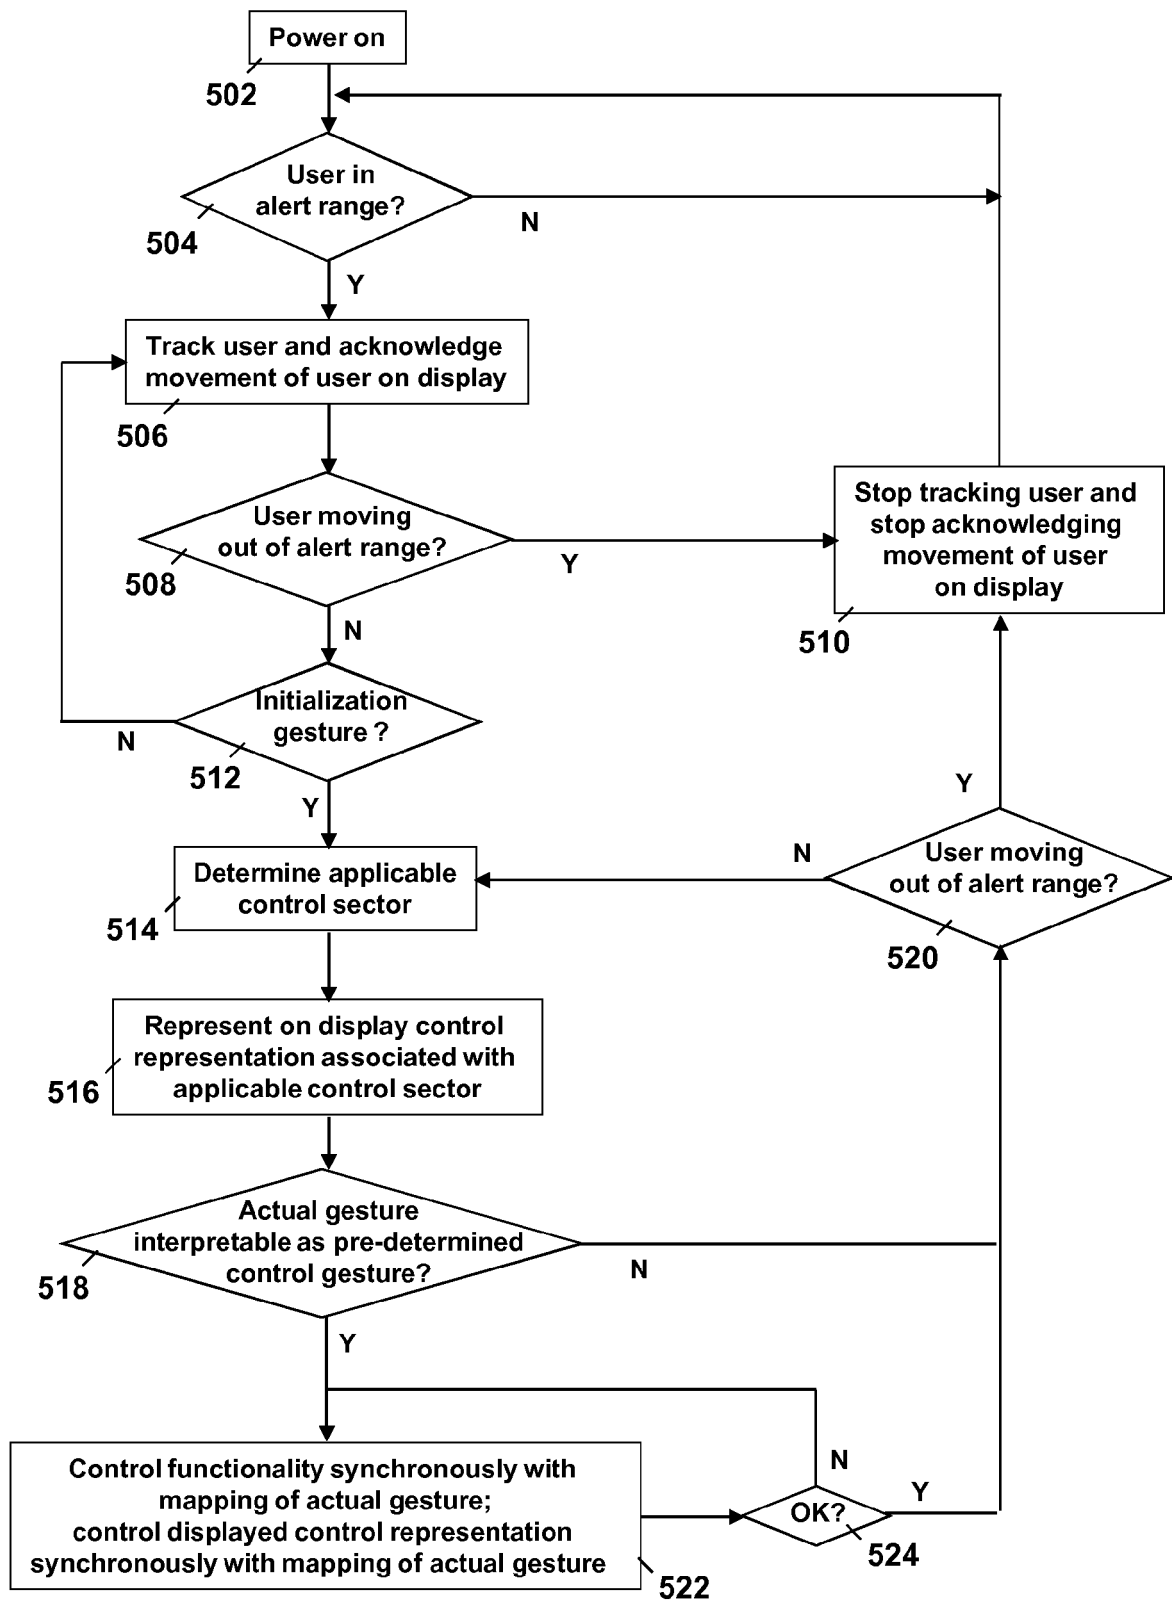 Power on
502
User in
alert range?
504
N
Y
Track user and acknowledge
movement of user on display
506
User moving
out of alert range?
508
Y
Stop tracking user and
stop acknowledging
movement of user
on display
510
N
Initialization
gesture ?
512
N
Y
Determine applicable
control sector
514
Y
User moving
out of alert range?
520
N
Represent on display control
representation associated with
applicable control sector
516
Actual gesture
interpretable as pre-determined
control gesture?
518
N
Y
Control functionality synchronously with
mapping of actual gesture;
control displayed control representation
synchronously with mapping of actual gesture
522
N
OK?
Y
524